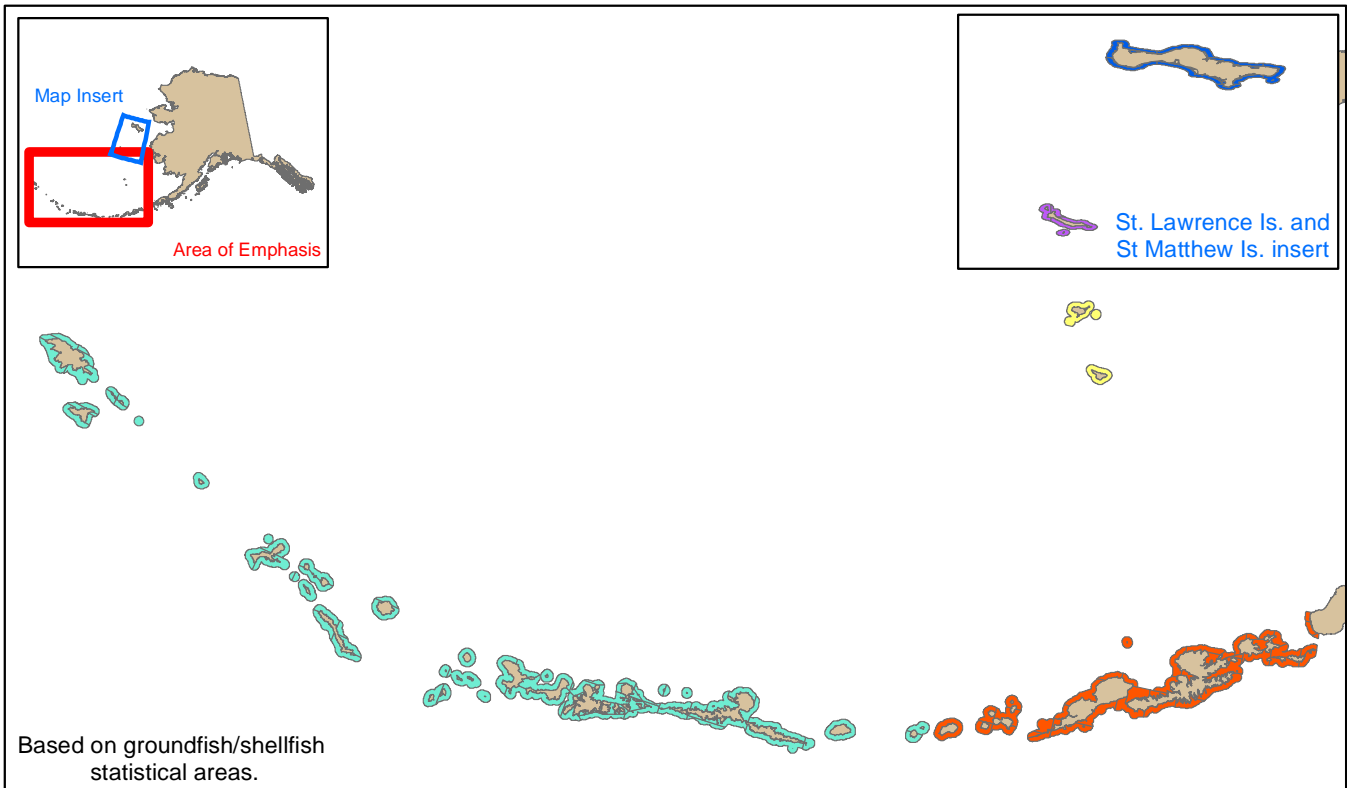 Map Insert
Area of Emphasis
St. Lawrence Is. and
St Matthew Is. insert
Based on groundfish/shellfish
statistical areas.